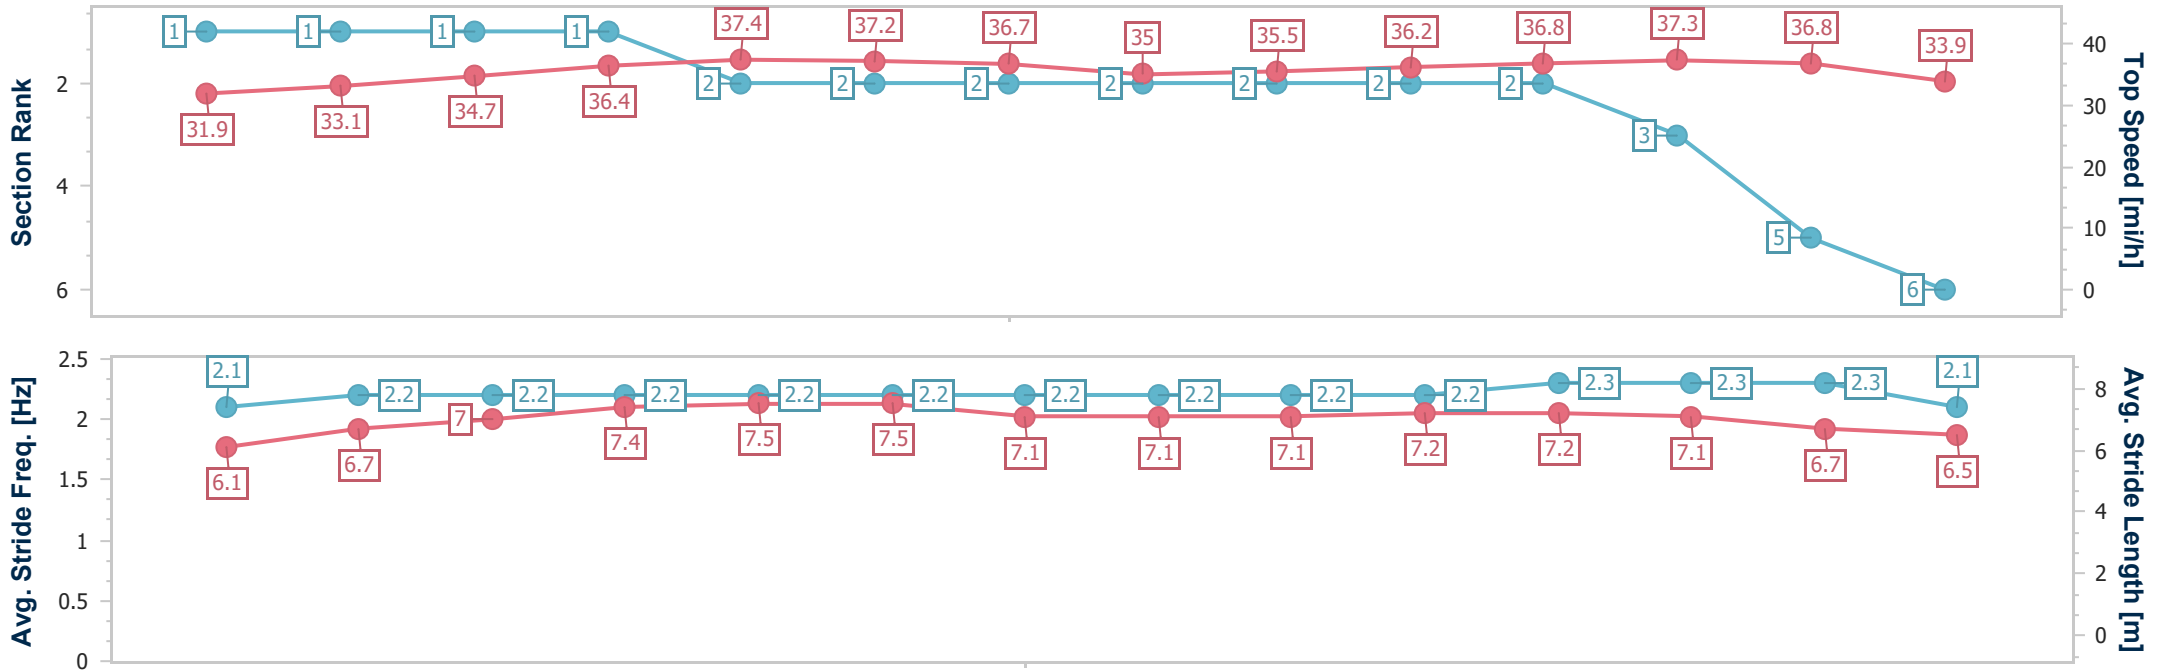 Section Rank
2
4
6
1 1 1 1 2 2 2 2 2 2 2 3 5 6
31.9 33.1 34.7 36.4 37.4 37.2 36.7 35 35.5 36.2 36.8 37.3 36.8 33.9
40
30
20
10
0
Top Speed [mi/h]
Avg. Stride Freq. [Hz]
2.5
2
1.5
1
0.5
0
2.1 2.2 2.2 2.2 2.2 2.2 2.2 2.2 2.2 2.2 2.3 2.3 2.3 2.1
6.1 6.7 7 7.4 7.5 7.5 7.1 7.1 7.1 7.2 7.2 7.1 6.7 6.5
8
6
4
2
0
Avg. Stride Length [m]